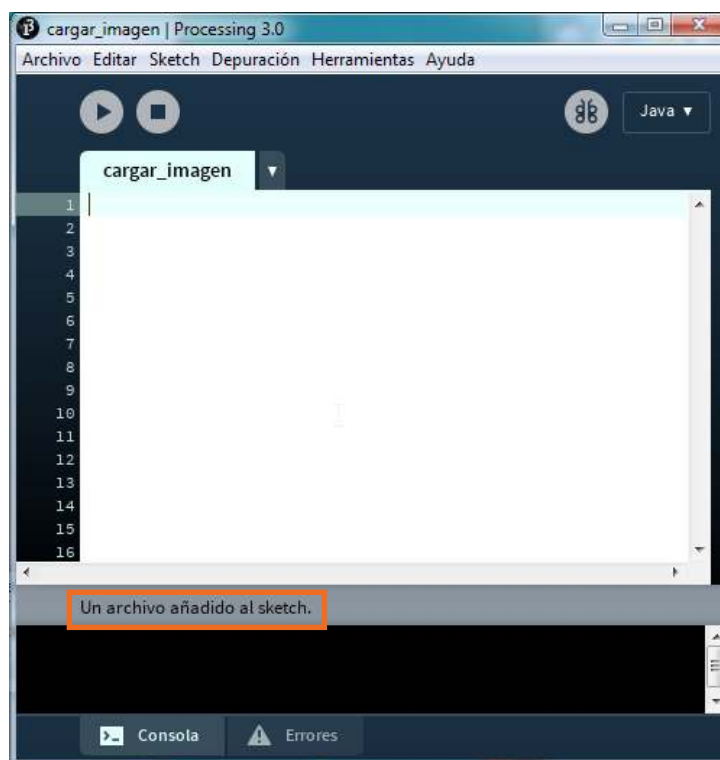 cargar_imagen | Processing 3.0
Archivo Editar Sketch Depuración Herramientas Ayuda
Java ▼
cargar_imagen ▼
1
2
3
4
5
6
7
8
9
10
11
12
13
14
15
16
Un archivo añadido al sketch.
Consola Errores